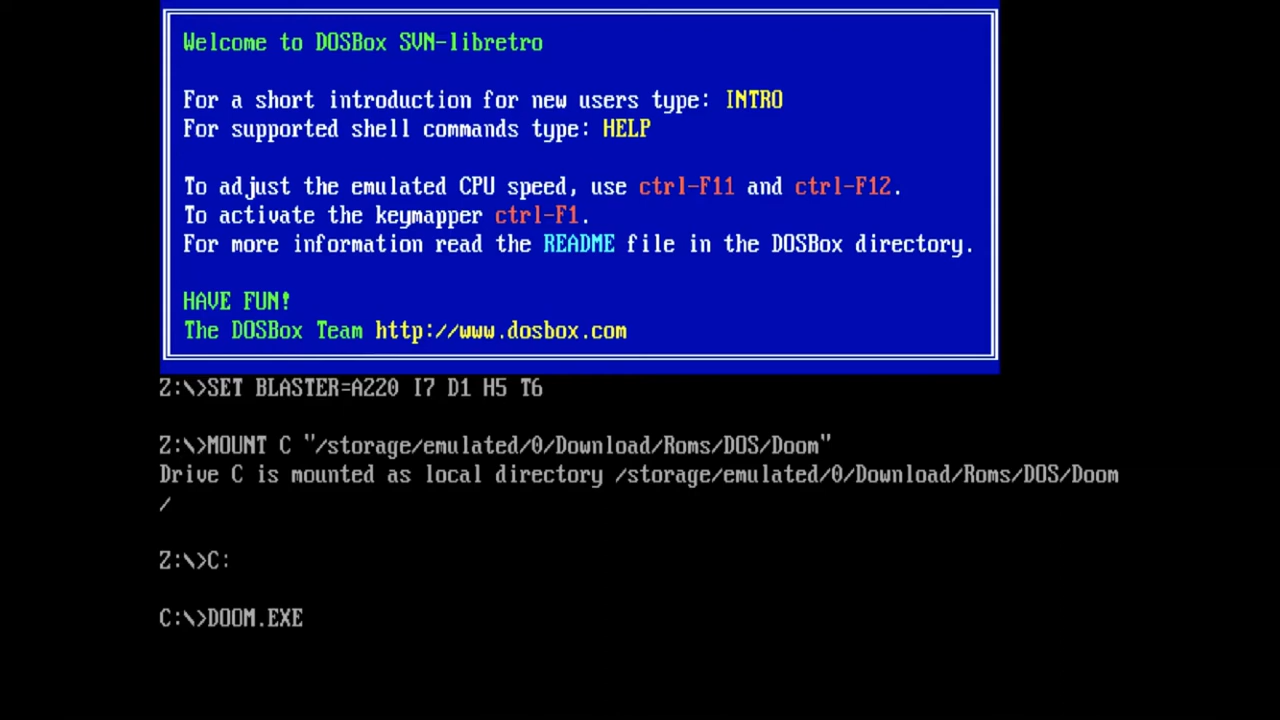 Welcome to DOSBox SVN-libretro
For a short introduction for new users type: INTRO
For supported shell commands type: HELP
To adjust the emulated CPU speed, use ctrl-F11 and ctrl-F12.
To activate the keymapper ctrl-F1.
For more information read the README file in the DOSBox directory.
HAVE FUN!
The DOSBox Team http://www.dosbox.com
Z:\>SET BLASTER=A220 I7 D1 H5 T6
Z:\>MOUNT C "/storage/emulated/0/Download/Roms/DOS/Doom"
Drive C is mounted as local directory /storage/emulated/0/Download/Roms/DOS/Doom
/
Z:\>C:
C:\>DOOM.EXE